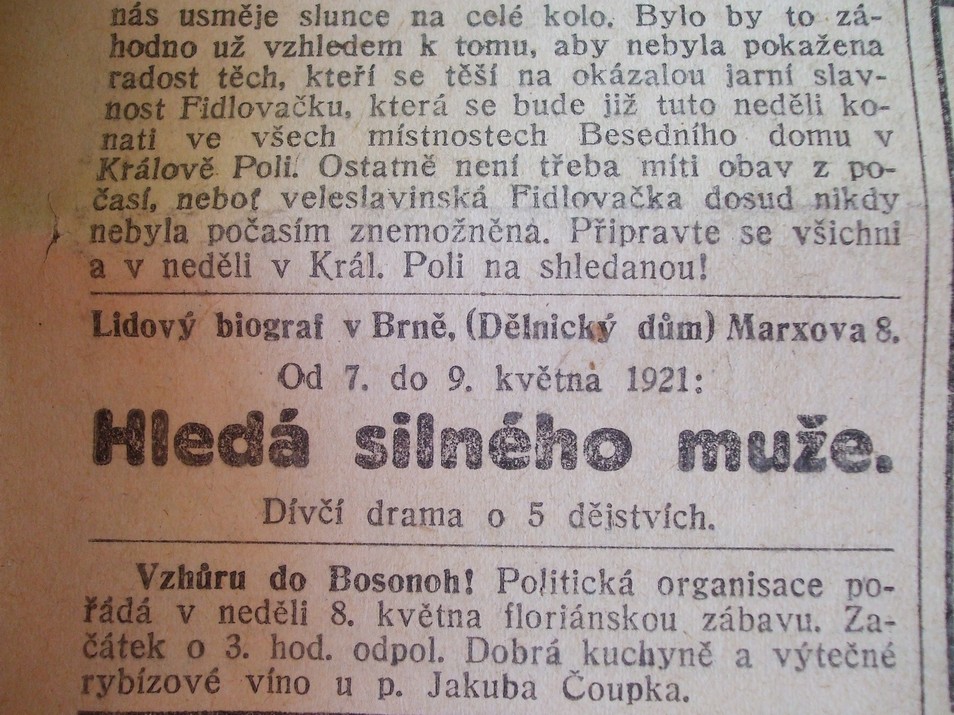 nás usměje slunce na celé kolo. Bylo by to zá-
hodno už vzhledem k tomu, aby nebyla pokažena
radost těch, kteří se těší na okázalou jarní slav-
nost Fidlovačku, která se bude již tuto neděli ko-
nati ve všech místnostech Besedního domu v
Králově Poli. Ostatně není třeba míti obav z po-
časí, neboť veleslavinská Fidlovačka dosud nikdy
nebyla počasím znemožněna. Připravte se všichni
a v neděli v Král. Poli na shledanou!
Lidový biograf v Brně, (Dělnický dům) Marxova 8.
Od 7. do 9. května 1921:
Hledá silného muže.
Dívčí drama o 5 dějstvích.
Vzhůru do Bosonoh! Politická organisace po-
řádá v neděli 8. května floriánskou zábavu. Za-
čátek o 3. hod. odpol. Dobrá kuchyně a výtečné
rybízové víno u p. Jakuba Čoupka.